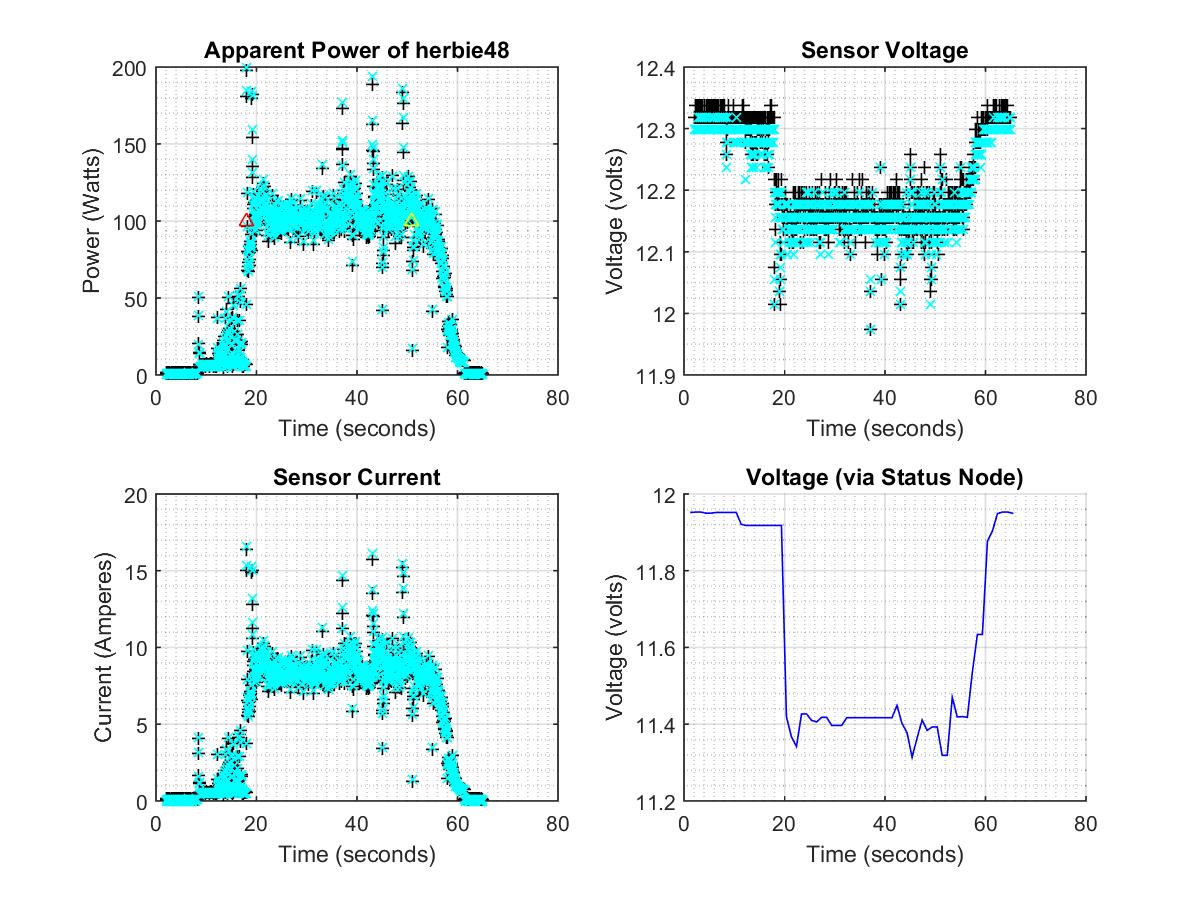 Apparent Power of herbie48
200
150
100
50
0
Power (Watts)
0 20 40 60 80
Time (seconds)
Sensor Voltage
12.4
12.3
12.2
12.1
12
11.9
Voltage (volts)
0 20 40 60 80
Time (seconds)
Sensor Current
20
15
10
5
0
Current (Amperes)
0 20 40 60 80
Time (seconds)
Voltage (via Status Node)
12
11.8
11.6
11.4
11.2
Voltage (volts)
0 20 40 60 80
Time (seconds)